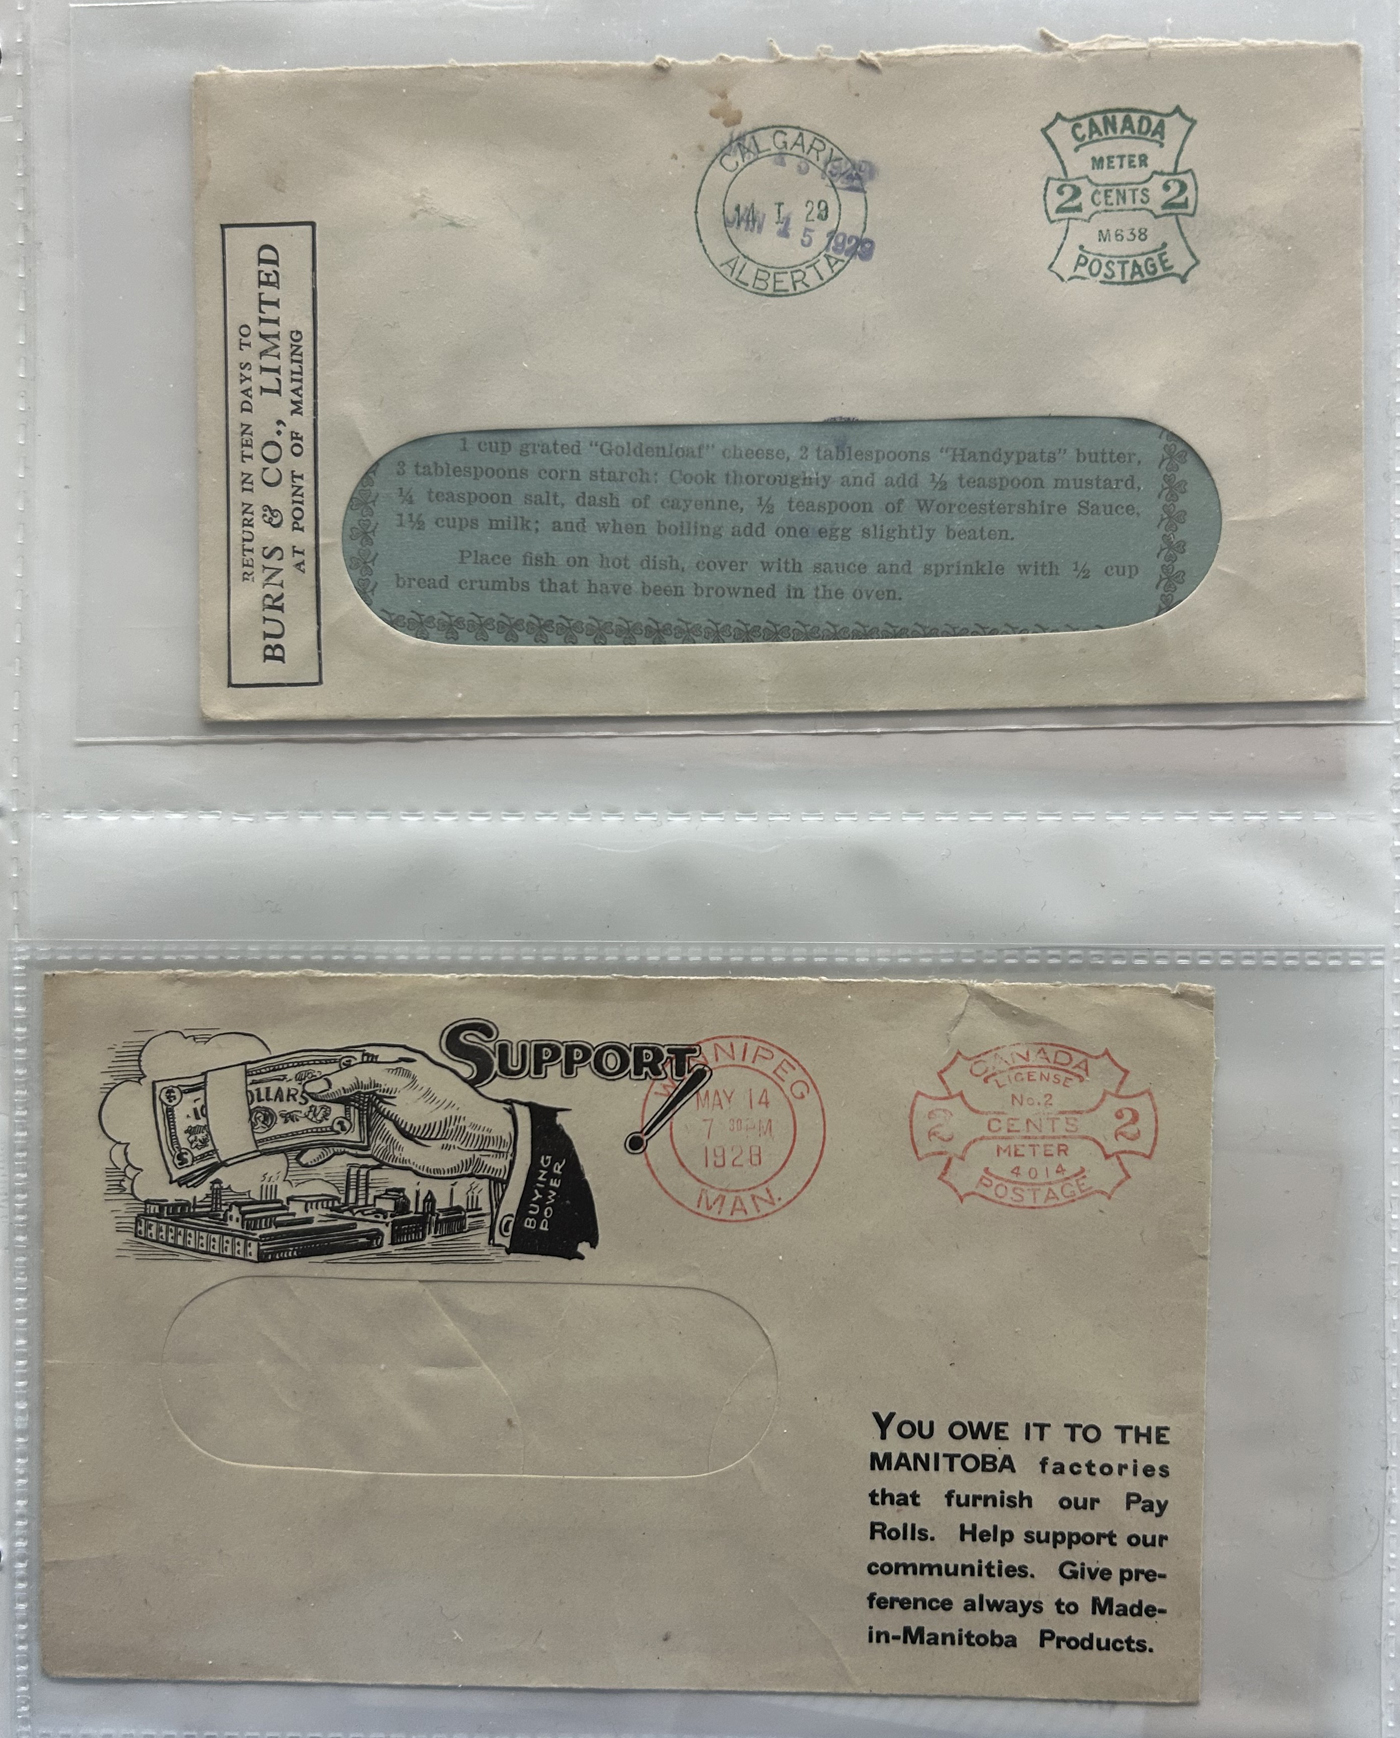 CALGARY
14 I 29
JAN 15 1929
ALBERTA
CANADA
METER
2 CENTS 2
M638
POSTAGE
RETURN IN TEN DAYS TO
BURNS & CO., LIMITED
AT POINT OF MAILING
1 cup grated "Goldenloaf" cheese, 2 tablespoons "Handypats" butter,
3 tablespoons corn starch: Cook thoroughly and add ½ teaspoon mustard,
¼ teaspoon salt, dash of cayenne, ½ teaspoon of Worcestershire Sauce,
1½ cups milk; and when boiling add one egg slightly beaten.
Place fish on hot dish, cover with sauce and sprinkle with ½ cup
bread crumbs that have been browned in the oven.
SUPPORT!
DOLLARS
BUYING
POWER
WINNIPEG
MAY 14
7 30 PM
1928
MAN.
CANADA
LICENSE
No. 2
2 CENTS 2
METER
4014
POSTAGE
YOU OWE IT TO THE
MANITOBA factories
that furnish our Pay
Rolls. Help support our
communities. Give pre-
ference always to Made-
in-Manitoba Products.